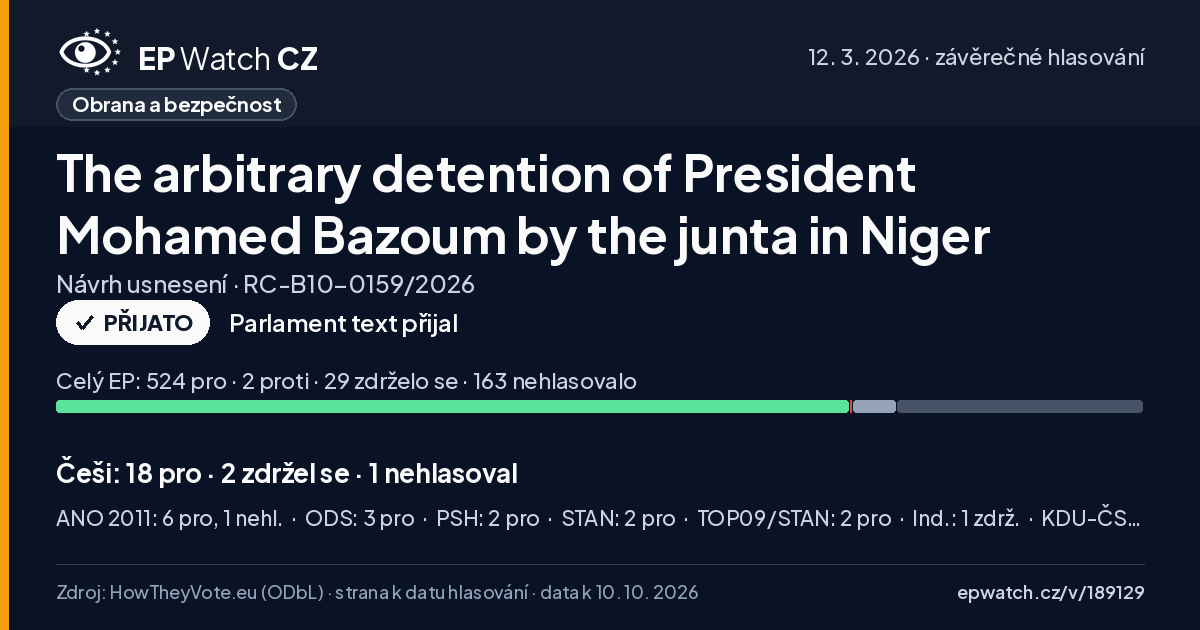 EP Watch CZ
12. 3. 2026 · závěrečné hlasování
Obrana a bezpečnost
The arbitrary detention of President
Mohamed Bazoum by the junta in Niger
Návrh usnesení · RC-B10-0159/2026
✓ PŘIJATO Parlament text přijal
Celý EP: 524 pro · 2 proti · 29 zdrželo se · 163 nehlasovalo
Češi: 18 pro · 2 zdržel se · 1 nehlasoval
ANO 2011: 6 pro, 1 nehl. · ODS: 3 pro · PSH: 2 pro · STAN: 2 pro · TOP09/STAN: 2 pro · Ind.: 1 zdrž. · KDU-ČS…
Zdroj: HowTheyVote.eu (ODbL) · strana k datu hlasování · data k 10. 10. 2026
epwatch.cz/v/189129